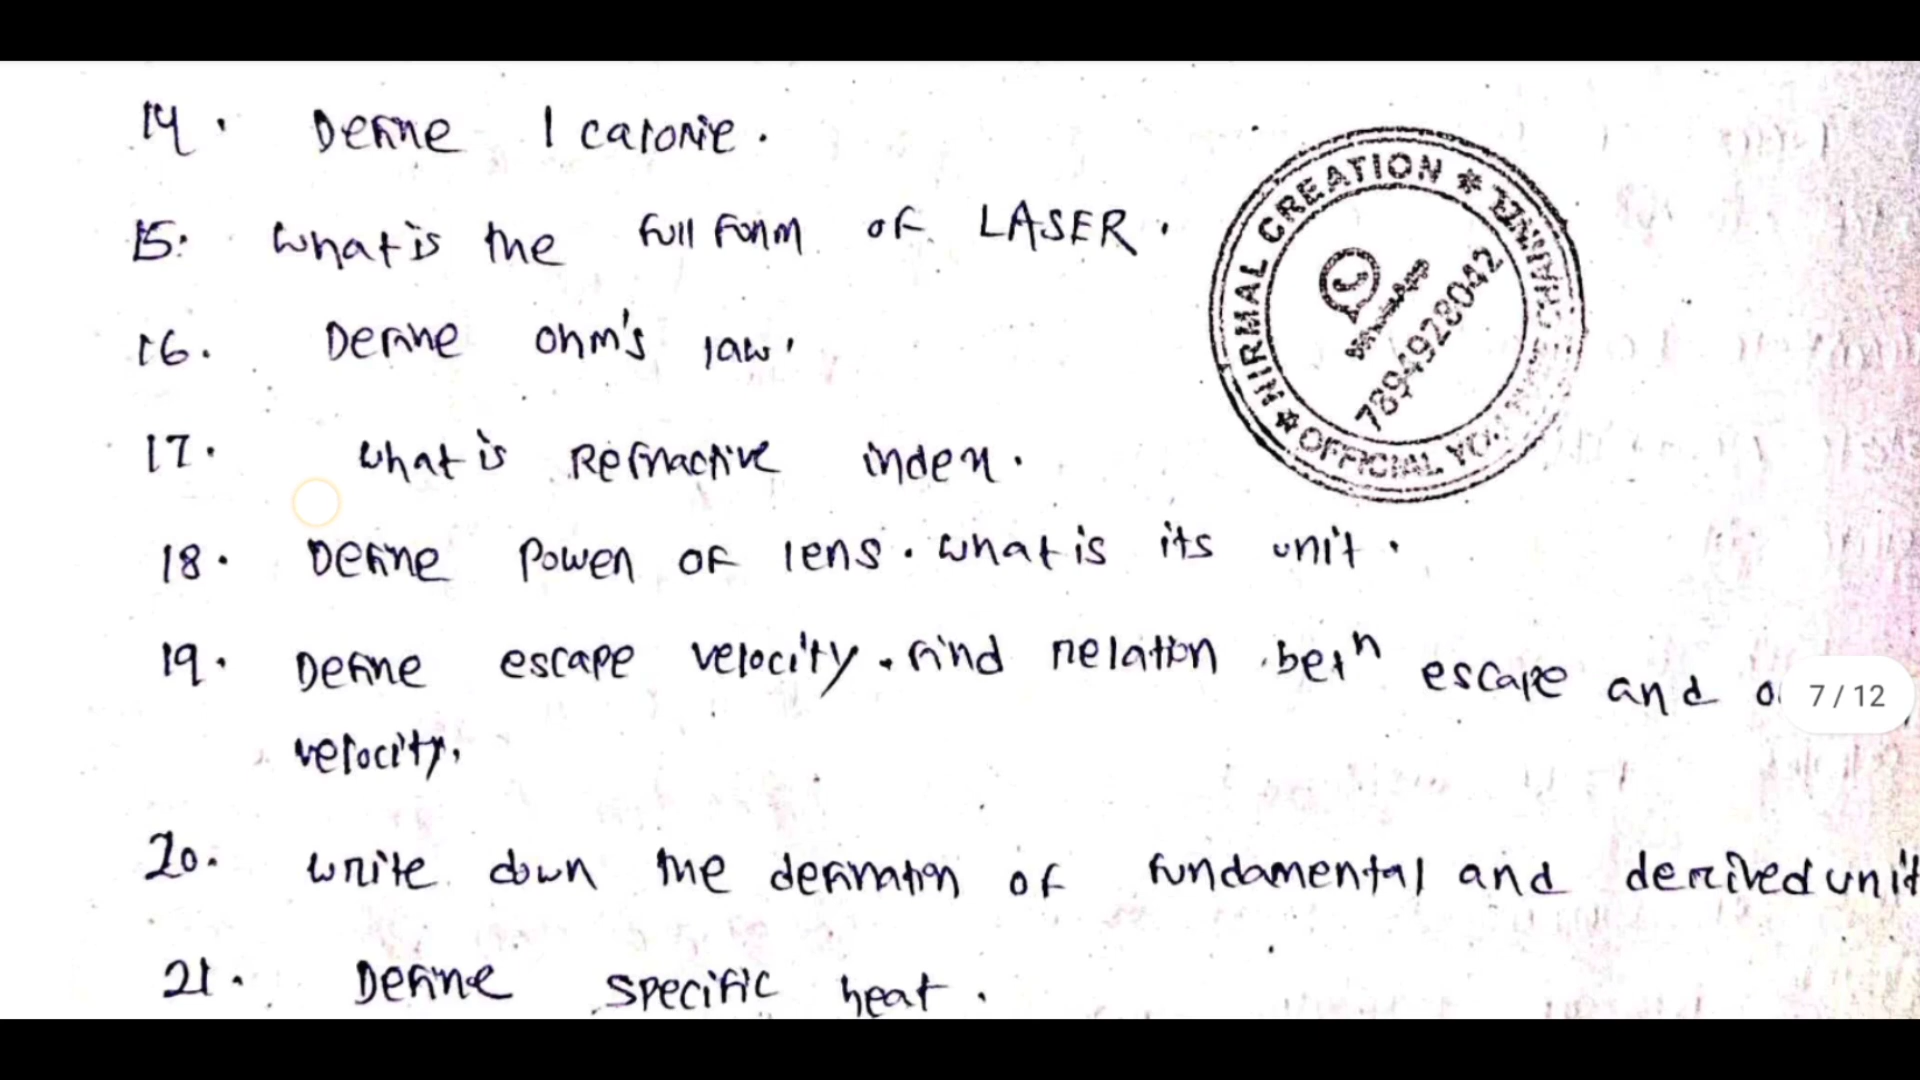 14. Define 1 calorie.
15. What is the full form of LASER.
16. Define ohm's law.
17. What is Refractive index.
18. Define Power of lens. What is its unit.
19. Define escape velocity. Find relation betn escape and
velocity.
20. Write down the defination of fundamental and derived unit
21. Define specific heat.
NIRMAL CREATION
OFFICIAL
WhatsApp
7894928042
7/12